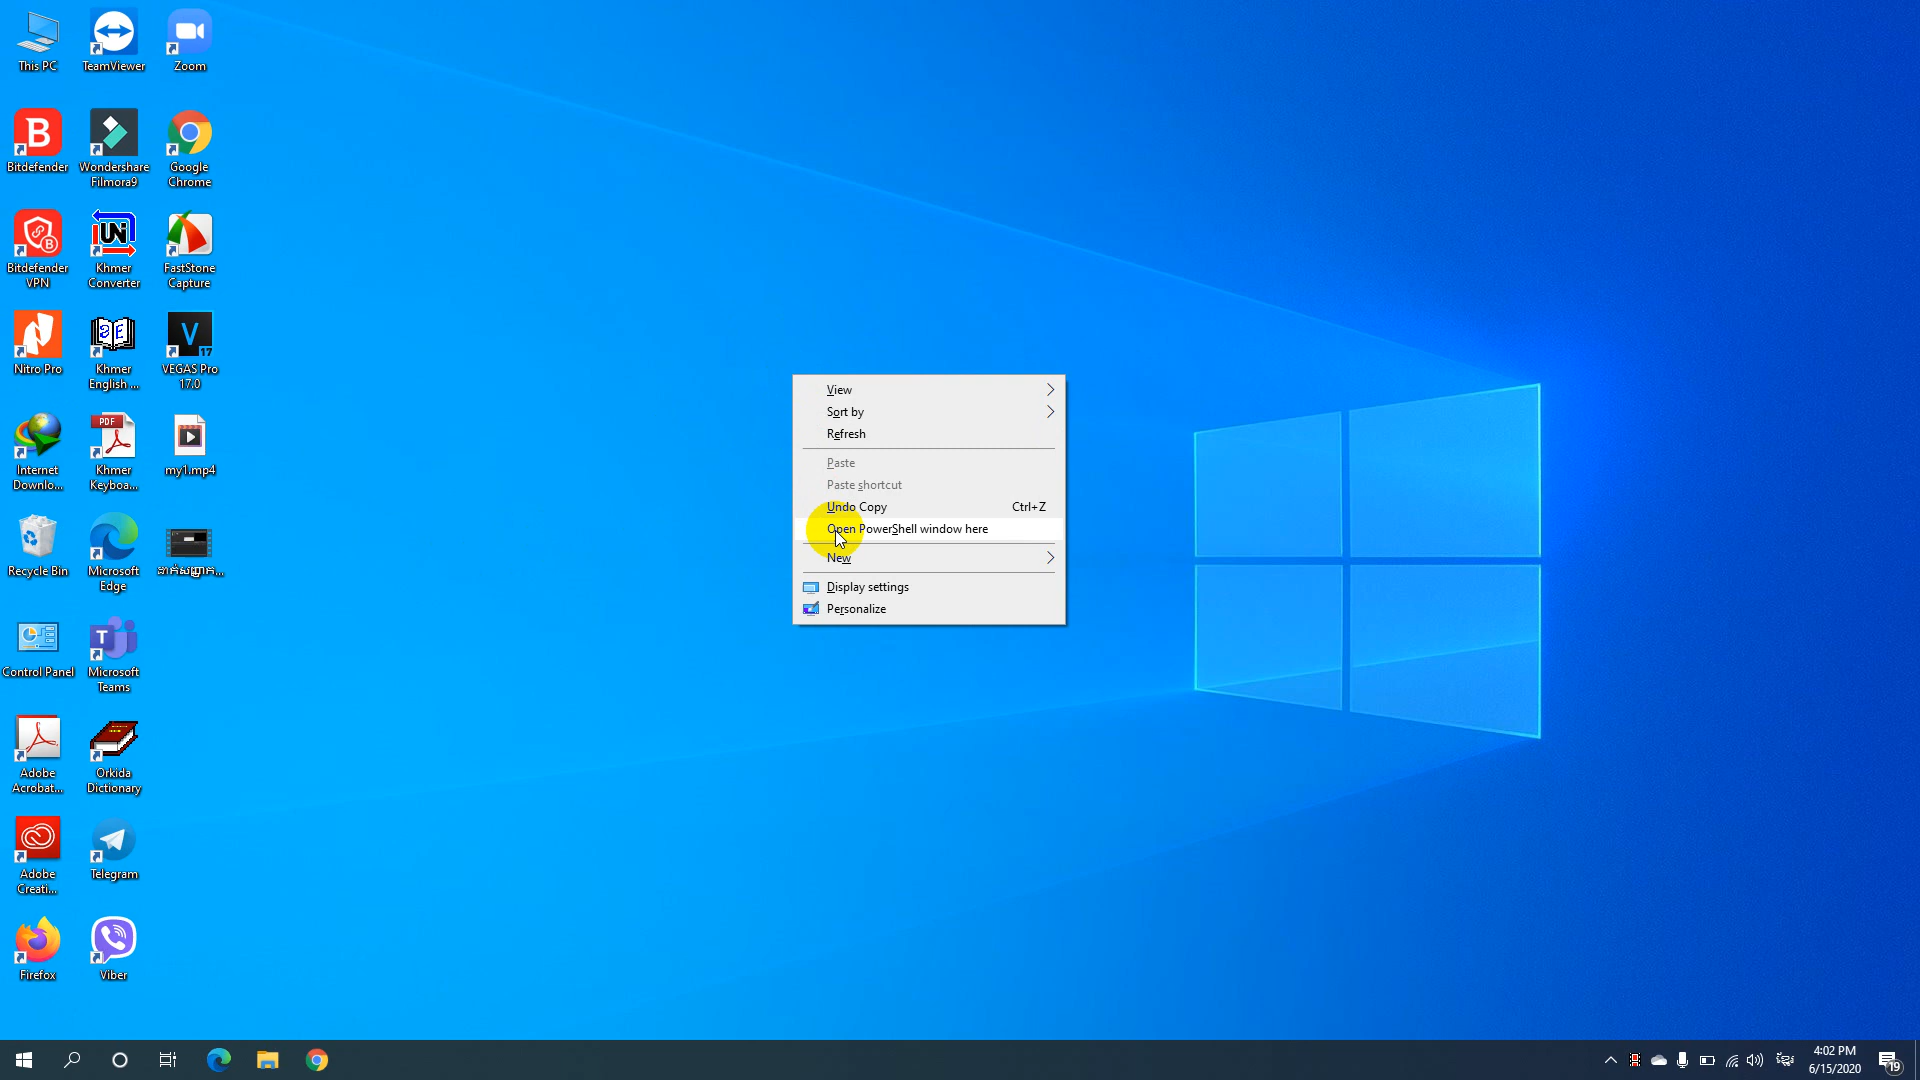 This PC
TeamViewer
Zoom
Bitdefender
Wondershare
Filmora9
Google
Chrome
Bitdefender
VPN
Khmer
Converter
FastStone
Capture
Nitro Pro
Khmer
English ...
VEGAS Pro
17.0
Internet
Downlo...
Khmer
Keyboa...
my1.mp4
Recycle Bin
Microsoft
Edge
Control Panel
Microsoft
Teams
Adobe
Acrobat...
Orkida
Dictionary
Adobe
Creati...
Telegram
Firefox
Viber
View
Sort by
Refresh
Paste
Paste shortcut
Undo Copy Ctrl+Z
Open PowerShell window here
New
Display settings
Personalize
4:02 PM
6/15/2020
19